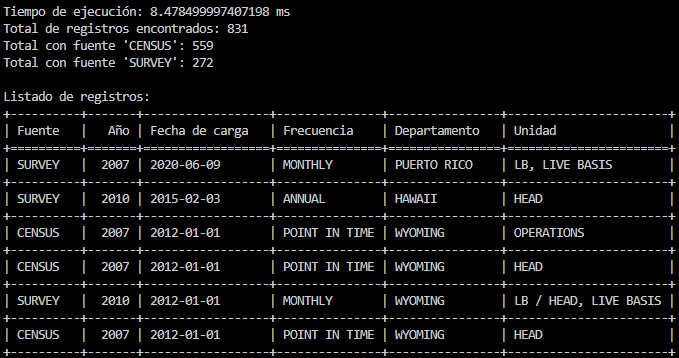 Tiempo de ejecución: 8.478499997407198 ms
Total de registros encontrados: 831
Total con fuente 'CENSUS': 559
Total con fuente 'SURVEY': 272
Listado de registros:
+----------+-------+-----------------+---------------+---------------+----------------------+
| Fuente | Año | Fecha de carga | Frecuencia | Departamento | Unidad |
+==========+=======+=================+===============+===============+======================+
| SURVEY | 2007 | 2020-06-09 | MONTHLY | PUERTO RICO | LB, LIVE BASIS |
+----------+-------+-----------------+---------------+---------------+----------------------+
| SURVEY | 2010 | 2015-02-03 | ANNUAL | HAWAII | HEAD |
+----------+-------+-----------------+---------------+---------------+----------------------+
| CENSUS | 2007 | 2012-01-01 | POINT IN TIME | WYOMING | OPERATIONS |
+----------+-------+-----------------+---------------+---------------+----------------------+
| CENSUS | 2007 | 2012-01-01 | POINT IN TIME | WYOMING | HEAD |
+----------+-------+-----------------+---------------+---------------+----------------------+
| SURVEY | 2010 | 2012-01-01 | MONTHLY | WYOMING | LB / HEAD, LIVE BASIS |
+----------+-------+-----------------+---------------+---------------+----------------------+
| CENSUS | 2007 | 2012-01-01 | POINT IN TIME | WYOMING | HEAD |
+----------+-------+-----------------+---------------+---------------+----------------------+